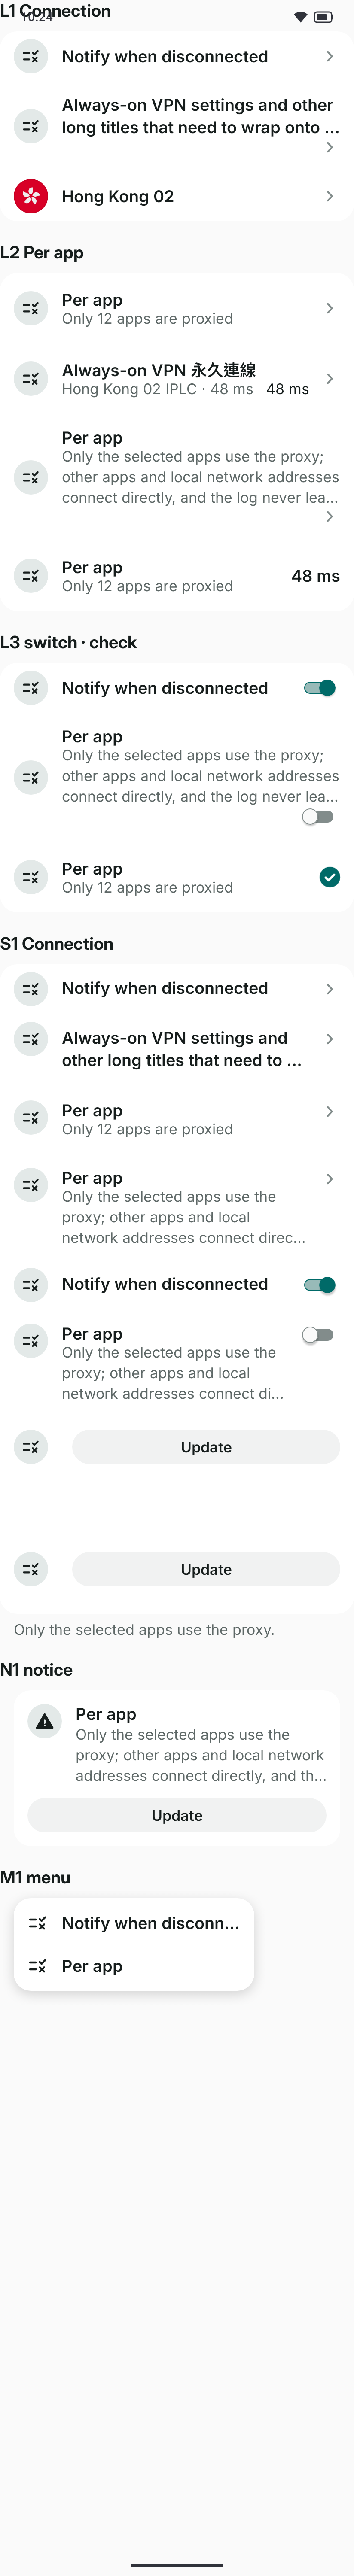 L1 Connection
10:24
Notify when disconnected
Always-on VPN settings and other
long titles that need to wrap onto ...
Hong Kong 02
L2 Per app
Per app
Only 12 apps are proxied
Always-on VPN 永久連線
Hong Kong 02 IPLC · 48 ms 48 ms
Per app
Only the selected apps use the proxy;
other apps and local network addresses
connect directly, and the log never lea...
Per app
Only 12 apps are proxied
48 ms
L3 switch · check
Notify when disconnected
Per app
Only the selected apps use the proxy;
other apps and local network addresses
connect directly, and the log never lea...
Per app
Only 12 apps are proxied
S1 Connection
Notify when disconnected
Always-on VPN settings and
other long titles that need to ...
Per app
Only 12 apps are proxied
Per app
Only the selected apps use the
proxy; other apps and local
network addresses connect direc...
Notify when disconnected
Per app
Only the selected apps use the
proxy; other apps and local
network addresses connect di...
Update
Update
Only the selected apps use the proxy.
N1 notice
Per app
Only the selected apps use the
proxy; other apps and local network
addresses connect directly, and th...
Update
M1 menu
Notify when disconn...
Per app